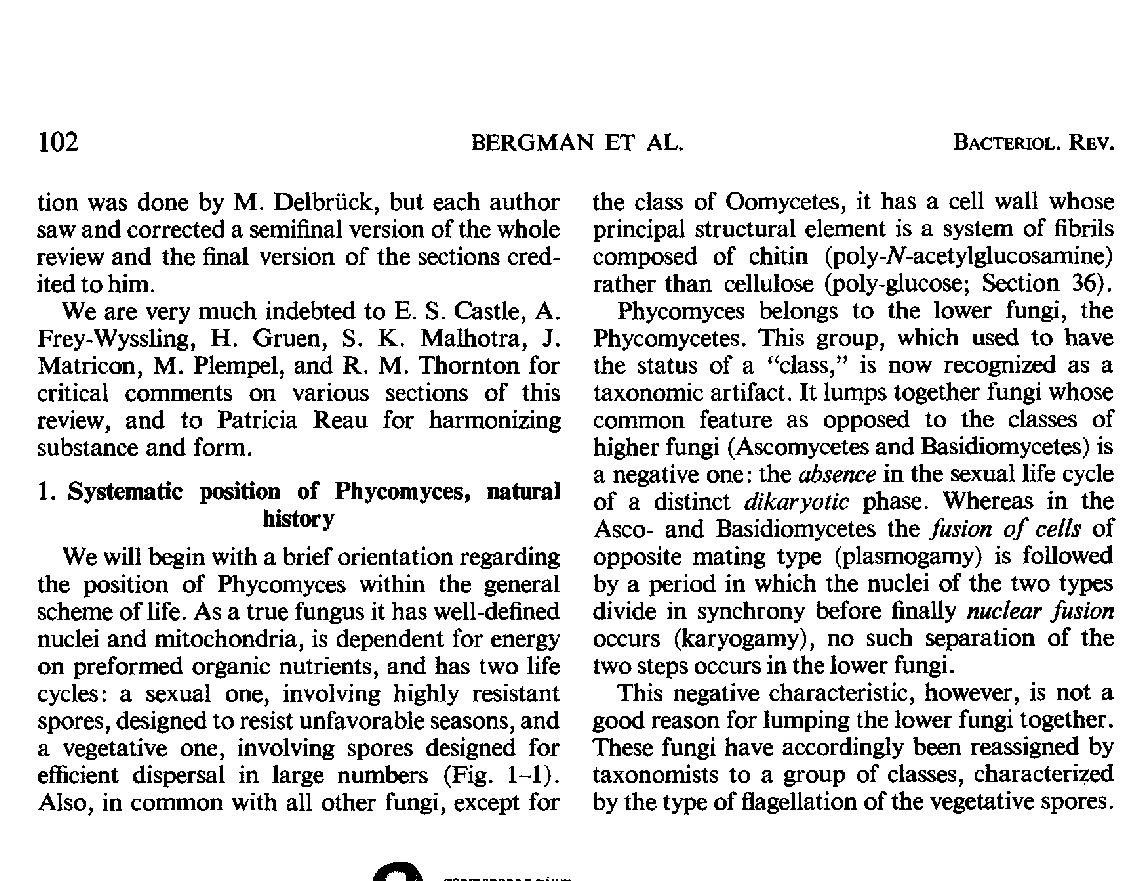 102
BERGMAN ET AL.
BACTERIOL. REV.
tion was done by M. Delbrück, but each author
saw and corrected a semifinal version of the whole
review and the final version of the sections cred-
ited to him.
We are very much indebted to E. S. Castle, A.
Frey-Wyssling, H. Gruen, S. K. Malhotra, J.
Matricon, M. Plempel, and R. M. Thornton for
critical comments on various sections of this
review, and to Patricia Reau for harmonizing
substance and form.
1. Systematic position of Phycomyces, natural
history
We will begin with a brief orientation regarding
the position of Phycomyces within the general
scheme of life. As a true fungus it has well-defined
nuclei and mitochondria, is dependent for energy
on preformed organic nutrients, and has two life
cycles: a sexual one, involving highly resistant
spores, designed to resist unfavorable seasons, and
a vegetative one, involving spores designed for
efficient dispersal in large numbers (Fig. 1–1).
Also, in common with all other fungi, except for
the class of Oomycetes, it has a cell wall whose
principal structural element is a system of fibrils
composed of chitin (poly-N-acetylglucosamine)
rather than cellulose (poly-glucose; Section 36).
Phycomyces belongs to the lower fungi, the
Phycomycetes. This group, which used to have
the status of a “class,” is now recognized as a
taxonomic artifact. It lumps together fungi whose
common feature as opposed to the classes of
higher fungi (Ascomycetes and Basidiomycetes) is
a negative one: the absence in the sexual life cycle
of a distinct dikaryotic phase. Whereas in the
Asco- and Basidiomycetes the fusion of cells of
opposite mating type (plasmogamy) is followed
by a period in which the nuclei of the two types
divide in synchrony before finally nuclear fusion
occurs (karyogamy), no such separation of the
two steps occurs in the lower fungi.
This negative characteristic, however, is not a
good reason for lumping the lower fungi together.
These fungi have accordingly been reassigned by
taxonomists to a group of classes, characterized
by the type of flagellation of the vegetative spores.